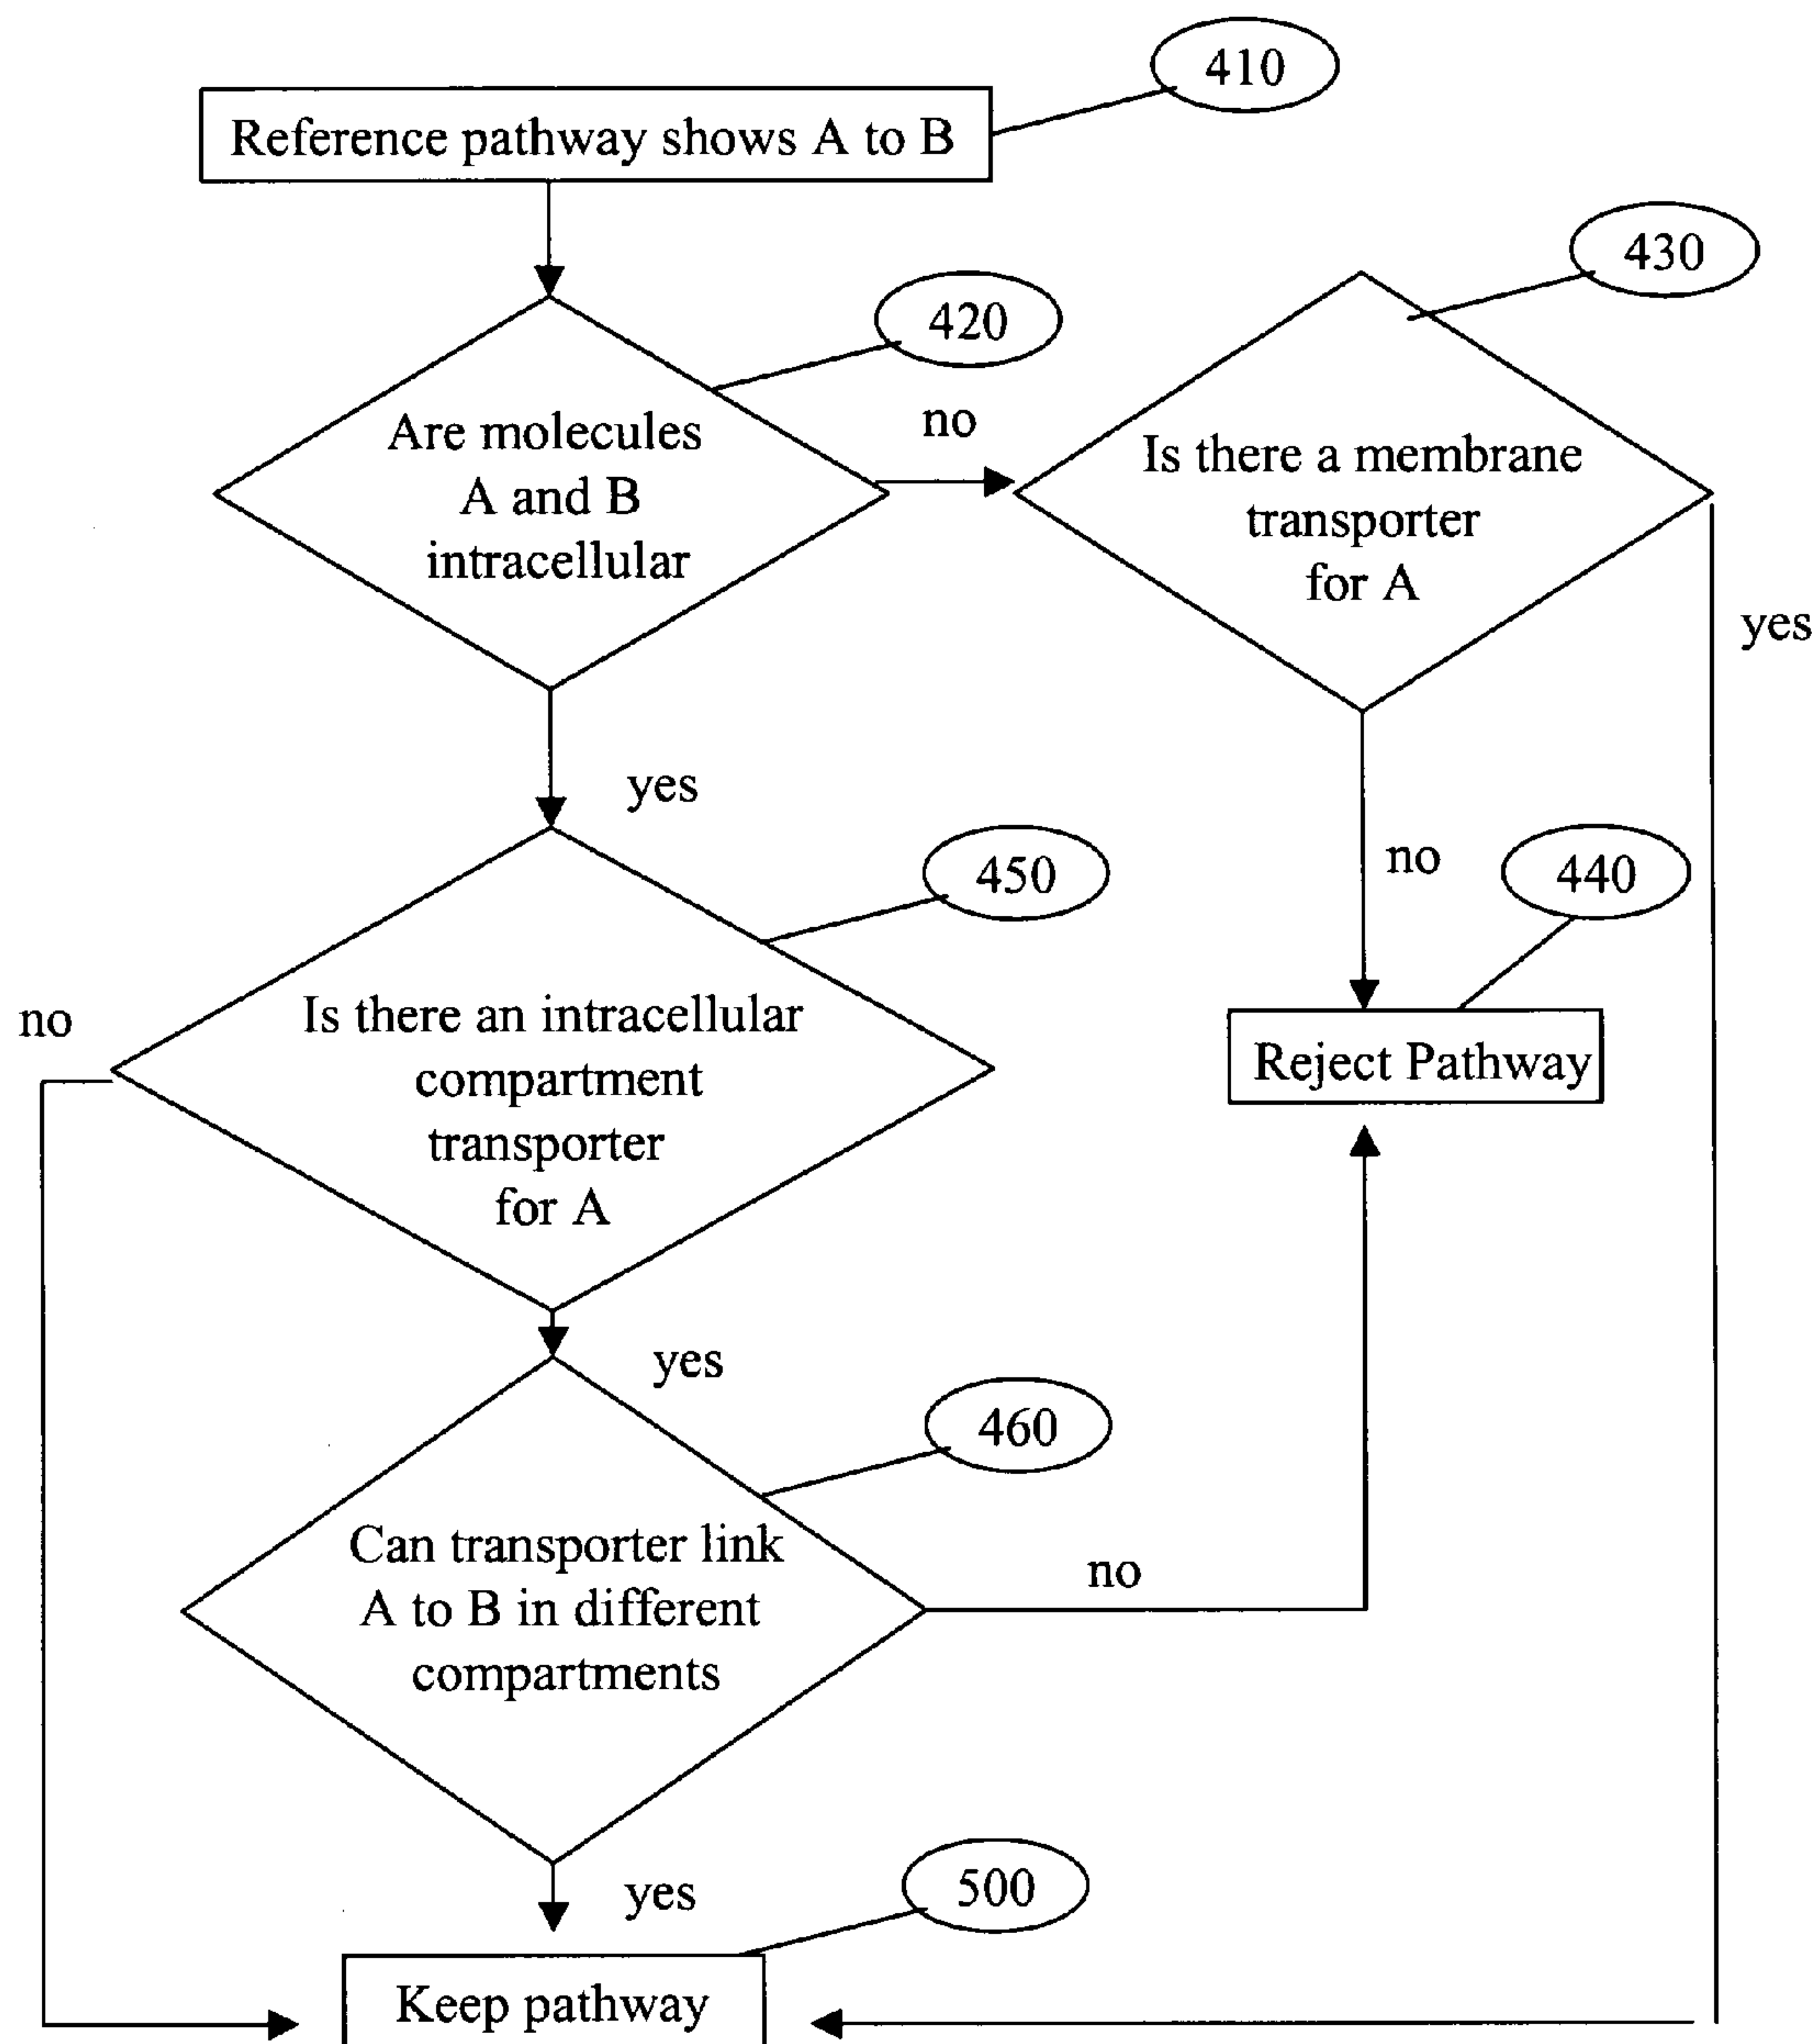 410
Reference pathway shows A to B
430
420
Are molecules
A and B
intracellular
no
Is there a membrane
transporter
for A
yes
yes
no
450
440
no
Is there an intracellular
compartment
transporter
for A
Reject Pathway
yes
460
Can transporter link
A to B in different
compartments
no
yes
500
Keep pathway